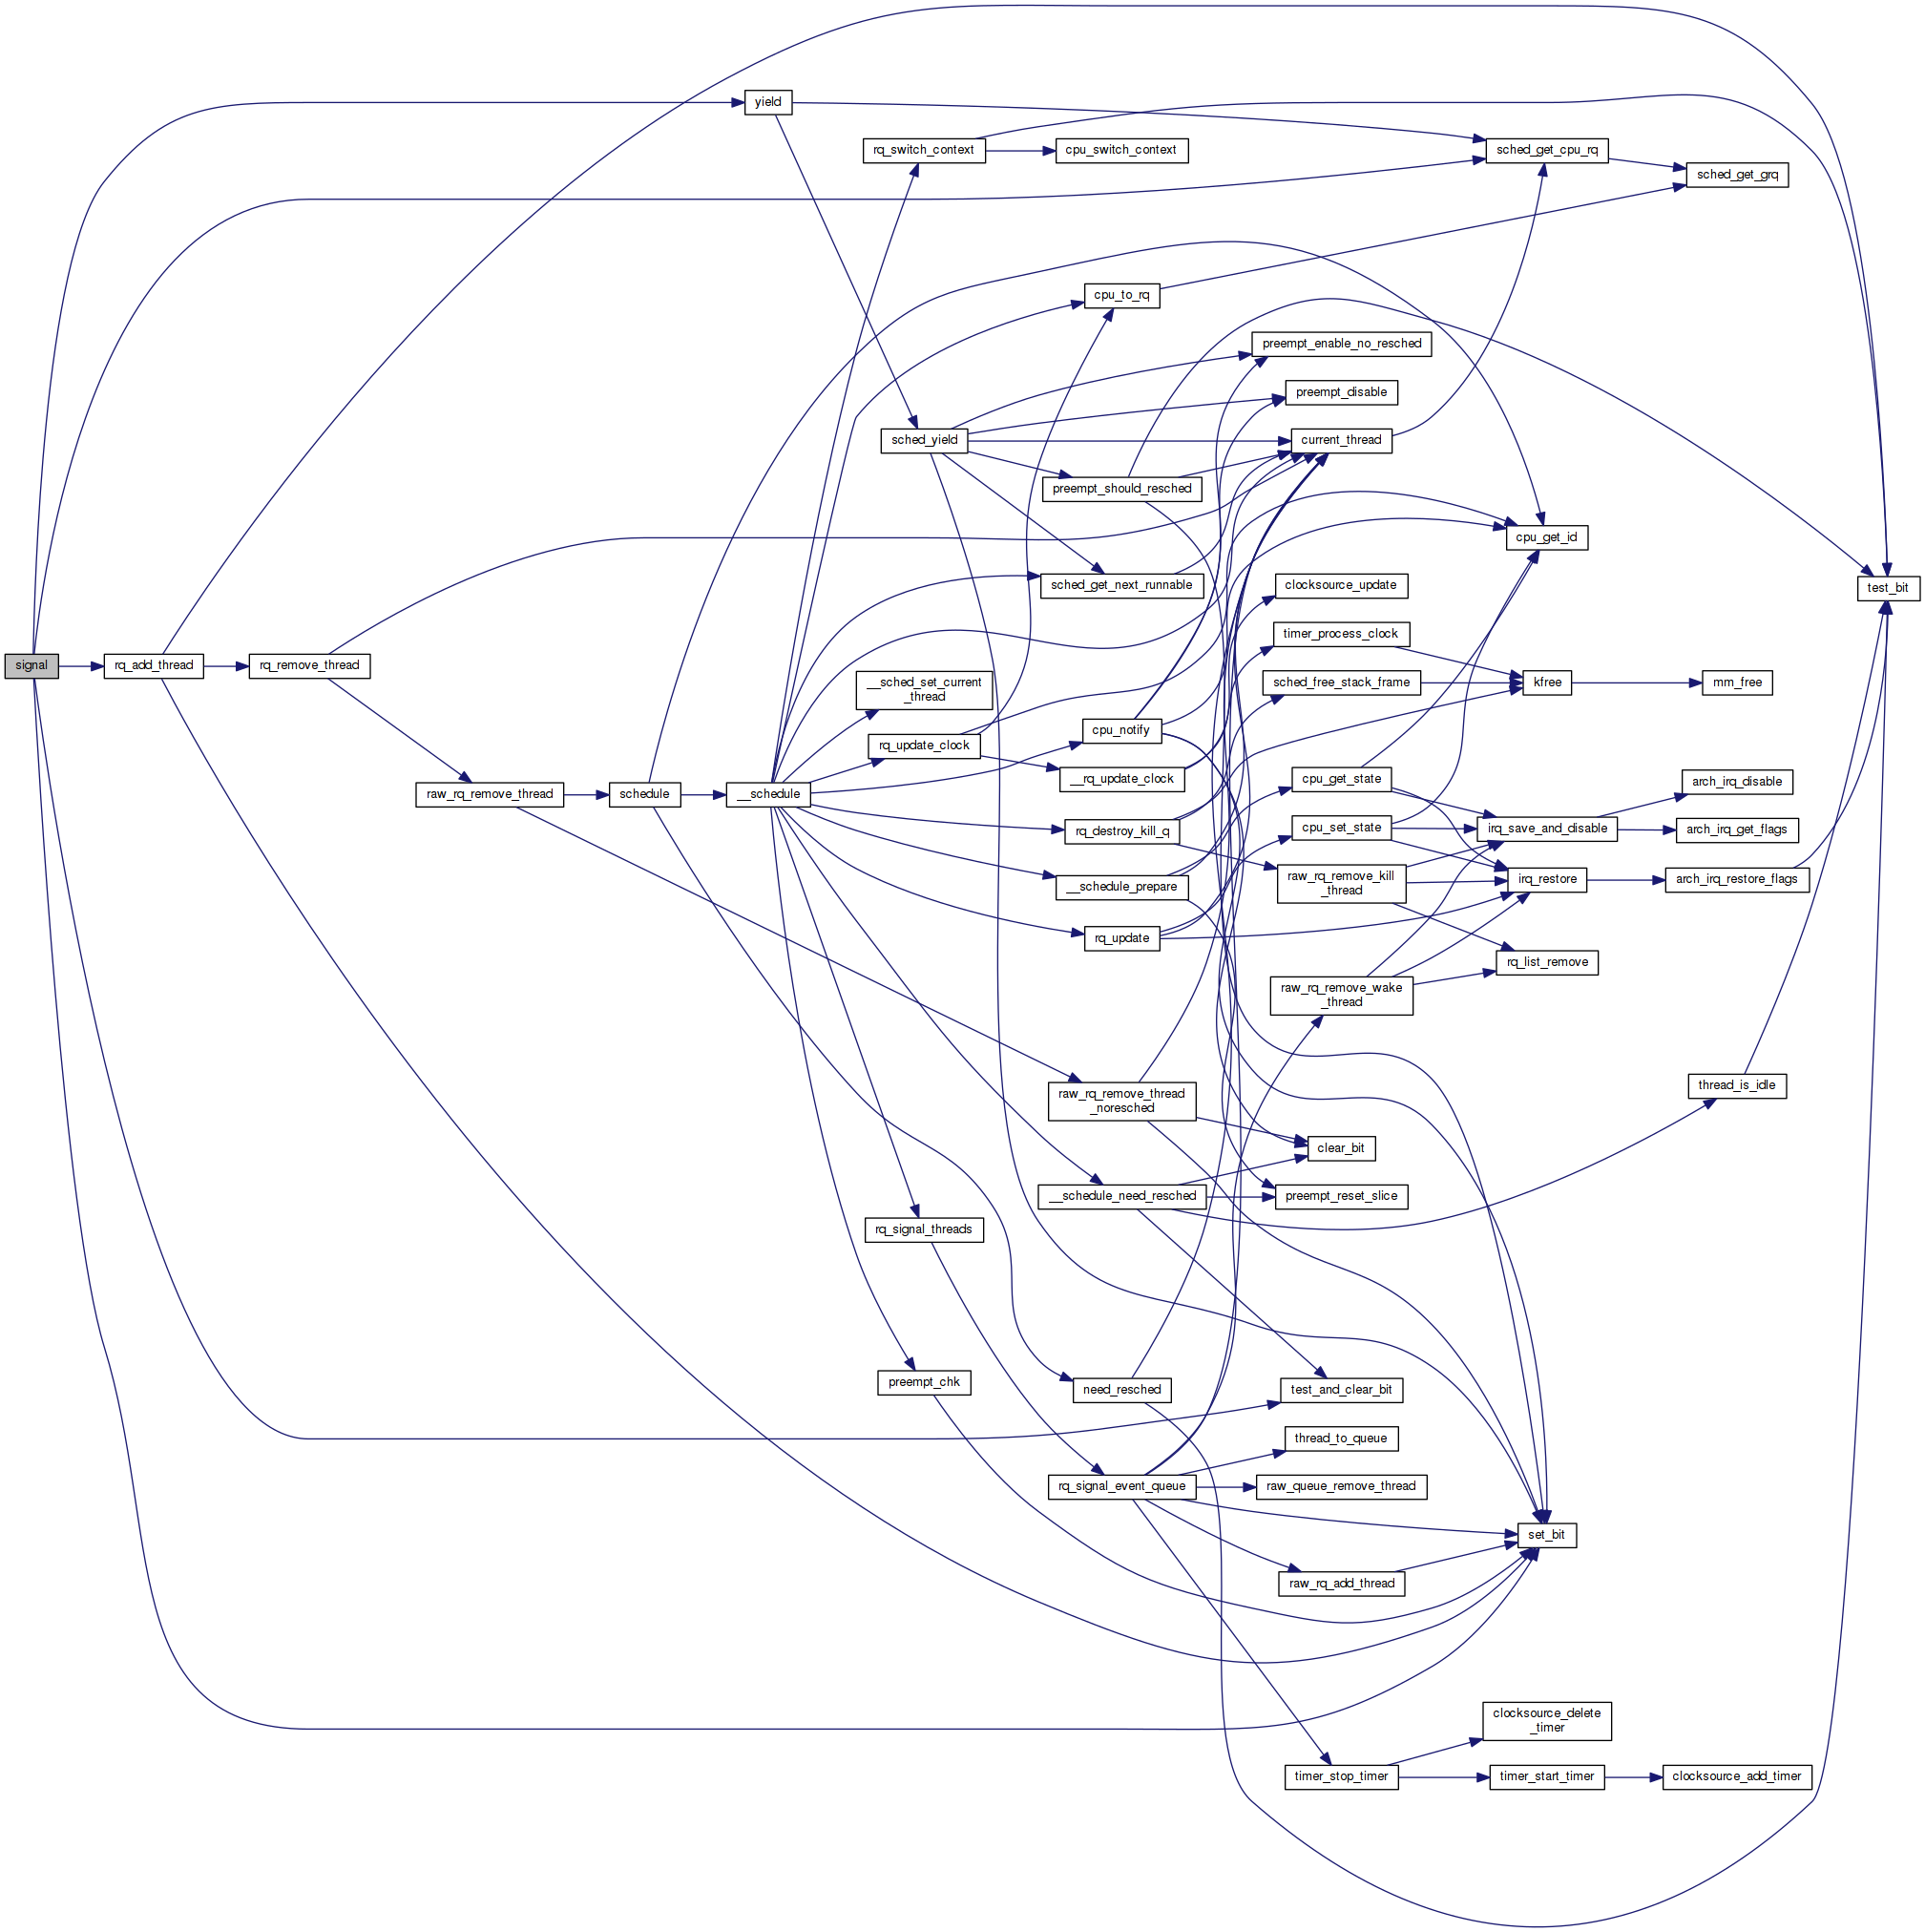 yield
rq_switch_context
cpu_switch_context
sched_get_cpu_rq
sched_get_grq
cpu_to_rq
preempt_enable_no_resched
preempt_disable
sched_yield
current_thread
preempt_should_resched
cpu_get_id
sched_get_next_runnable
clocksource_update
test_bit
timer_process_clock
signal
rq_add_thread
rq_remove_thread
__sched_set_current
_thread
sched_free_stack_frame
kfree
mm_free
cpu_notify
rq_update_clock
__rq_update_clock
cpu_get_state
arch_irq_disable
raw_rq_remove_thread
schedule
__schedule
rq_destroy_kill_q
cpu_set_state
irq_save_and_disable
arch_irq_get_flags
__schedule_prepare
raw_rq_remove_kill
_thread
irq_restore
arch_irq_restore_flags
rq_update
rq_list_remove
raw_rq_remove_wake
_thread
raw_rq_remove_thread
_noresched
thread_is_idle
clear_bit
__schedule_need_resched
preempt_reset_slice
rq_signal_threads
preempt_chk
need_resched
test_and_clear_bit
thread_to_queue
rq_signal_event_queue
raw_queue_remove_thread
set_bit
raw_rq_add_thread
clocksource_delete
_timer
timer_stop_timer
timer_start_timer
clocksource_add_timer